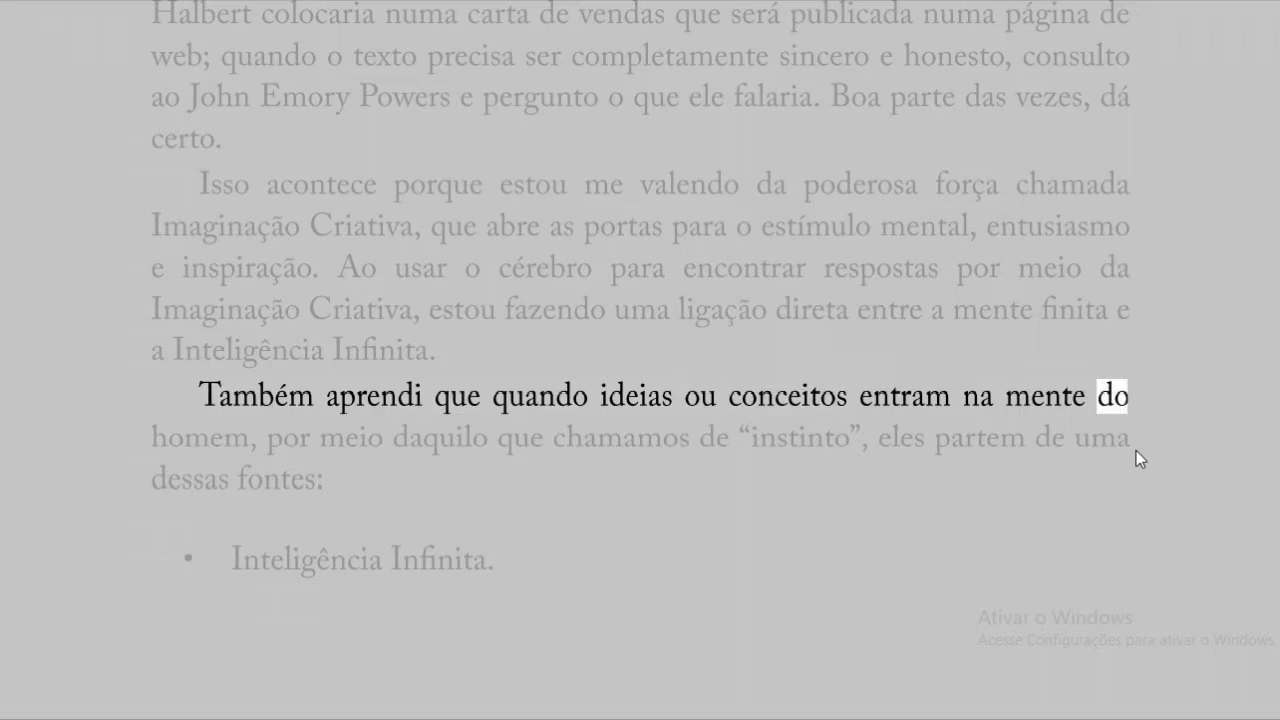 Halbert colocaria numa carta de vendas que será publicada numa página de
web; quando o texto precisa ser completamente sincero e honesto, consulto
ao John Emory Powers e pergunto o que ele falaria. Boa parte das vezes, dá
certo.
Isso acontece porque estou me valendo da poderosa força chamada
Imaginação Criativa, que abre as portas para o estímulo mental, entusiasmo
e inspiração. Ao usar o cérebro para encontrar respostas por meio da
Imaginação Criativa, estou fazendo uma ligação direta entre a mente finita e
a Inteligência Infinita.
Também aprendi que quando ideias ou conceitos entram na mente do
homem, por meio daquilo que chamamos de “instinto”, eles partem de uma
dessas fontes:
• Inteligência Infinita.
Ativar o Windows
Acesse Configurações para ativar o Windows.